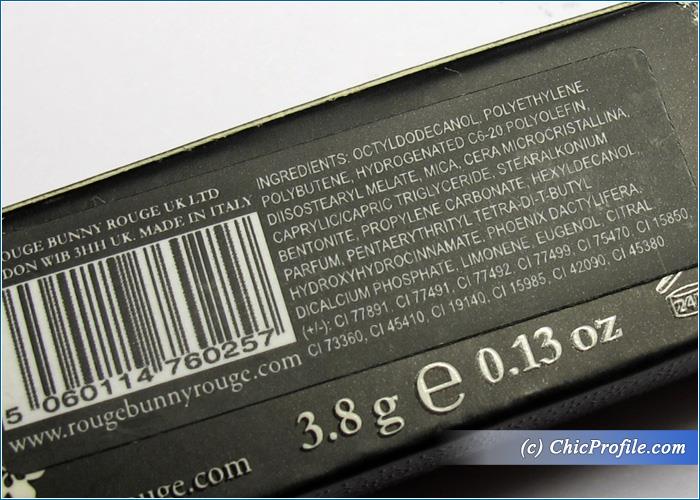 ROUGE BUNNY ROUGE UK LTD
DON W1B 3HH UK. MADE IN ITALY
5 060114 760257
www.rougebunnyrouge.com
INGREDIENTS: OCTYLDODECANOL, POLYETHYLENE,
POLYBUTENE, HYDROGENATED C6-20 POLYOLEFIN,
DIISOSTEARYL MELATE, MICA, CERA MICROCRISTALLINA,
CAPRYLIC/CAPRIC TRIGLYCERIDE, STEARALKONIUM
BENTONITE, PROPYLENE CARBONATE, HEXYLDECANOL
PARFUM, PENTAERYTHRITYL TETRA-DI-T-BUTYL
HYDROXYHYDROCINNAMATE, PHOENIX DACTYLIFERA,
DICALCIUM PHOSPHATE, LIMONENE, EUGENOL, CITRAL
(+/-): CI 77891, CI 77491, CI 77492, CI 77499, CI 75470, CI 15850,
CI 73360, CI 45410, CI 19140, CI 15985, CI 42090, CI 45380.
3.8 g e 0.13 oz
24
rouge.com
(c) ChicProfile.com